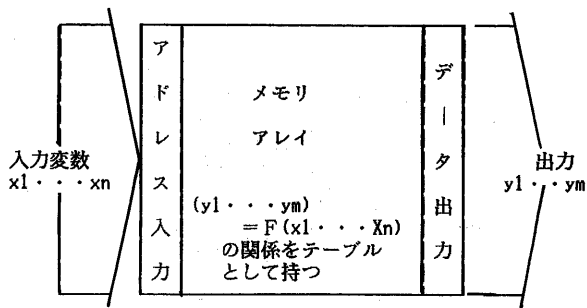 入力変数
x1・・・xn
アドレス入力
メモリ
アレイ
(y1・・・ym)
=F(x1・・・Xn)
の関係をテーブル
として持つ
データ出力
出力
y1・・ym